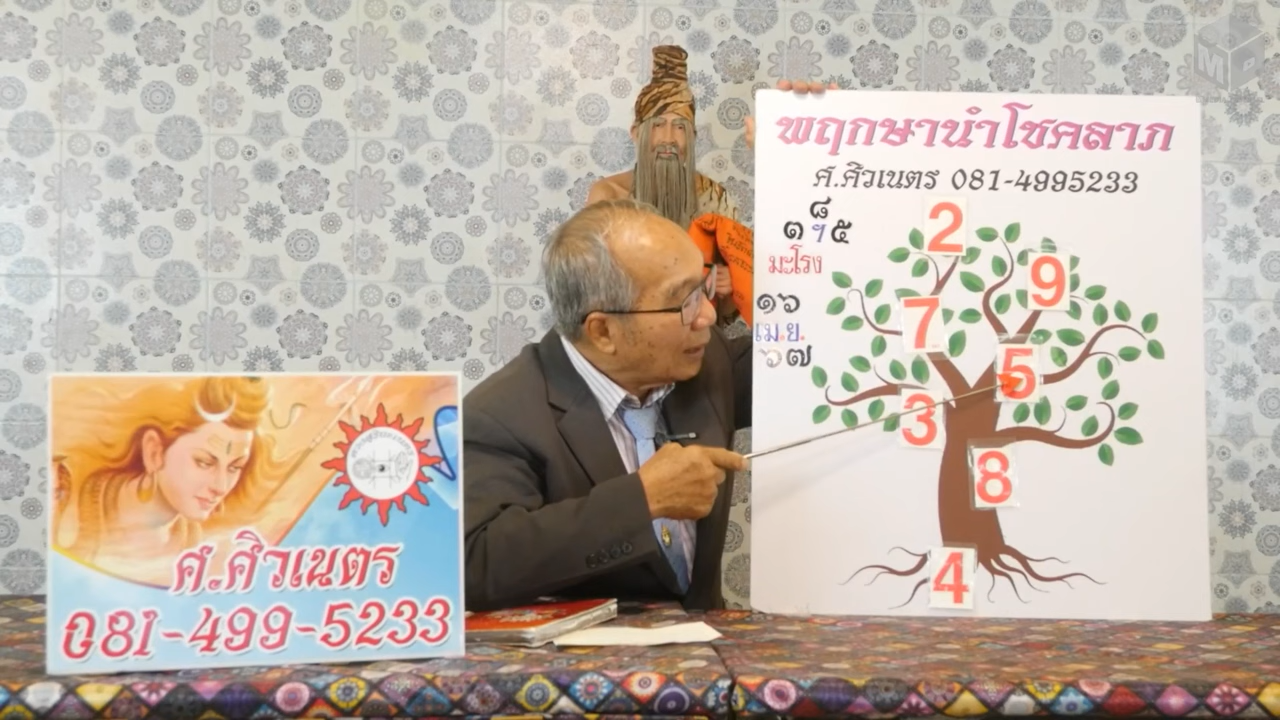 พฤกษานำโชคลาภ
ศ.ศิวเนตร 081-4995233
๘
๓ ฯ ๕
มะโรง
๑๖
เม.ย.
๖๗
2
9
7
5
3
8
4
ศ.ศิวเนตร
081-499-5233